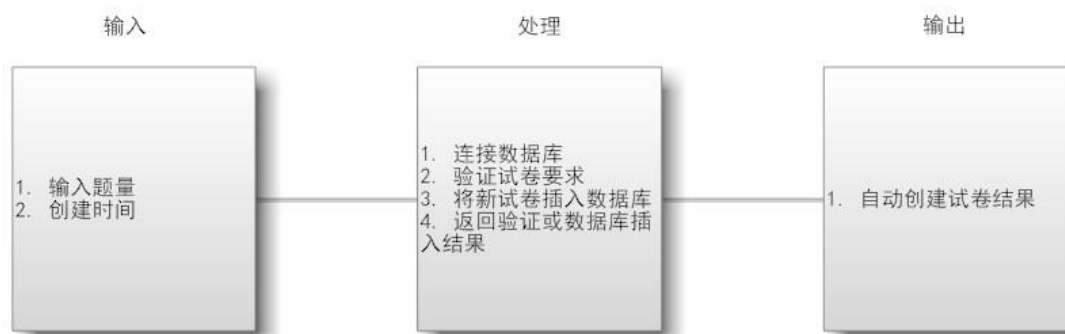 输入
处理
输出
1. 输入题量
2. 创建时间
1. 连接数据库
2. 验证试卷要求
3. 将新试卷插入数据库
4. 返回验证或数据库插
入结果
1. 自动创建试卷结果